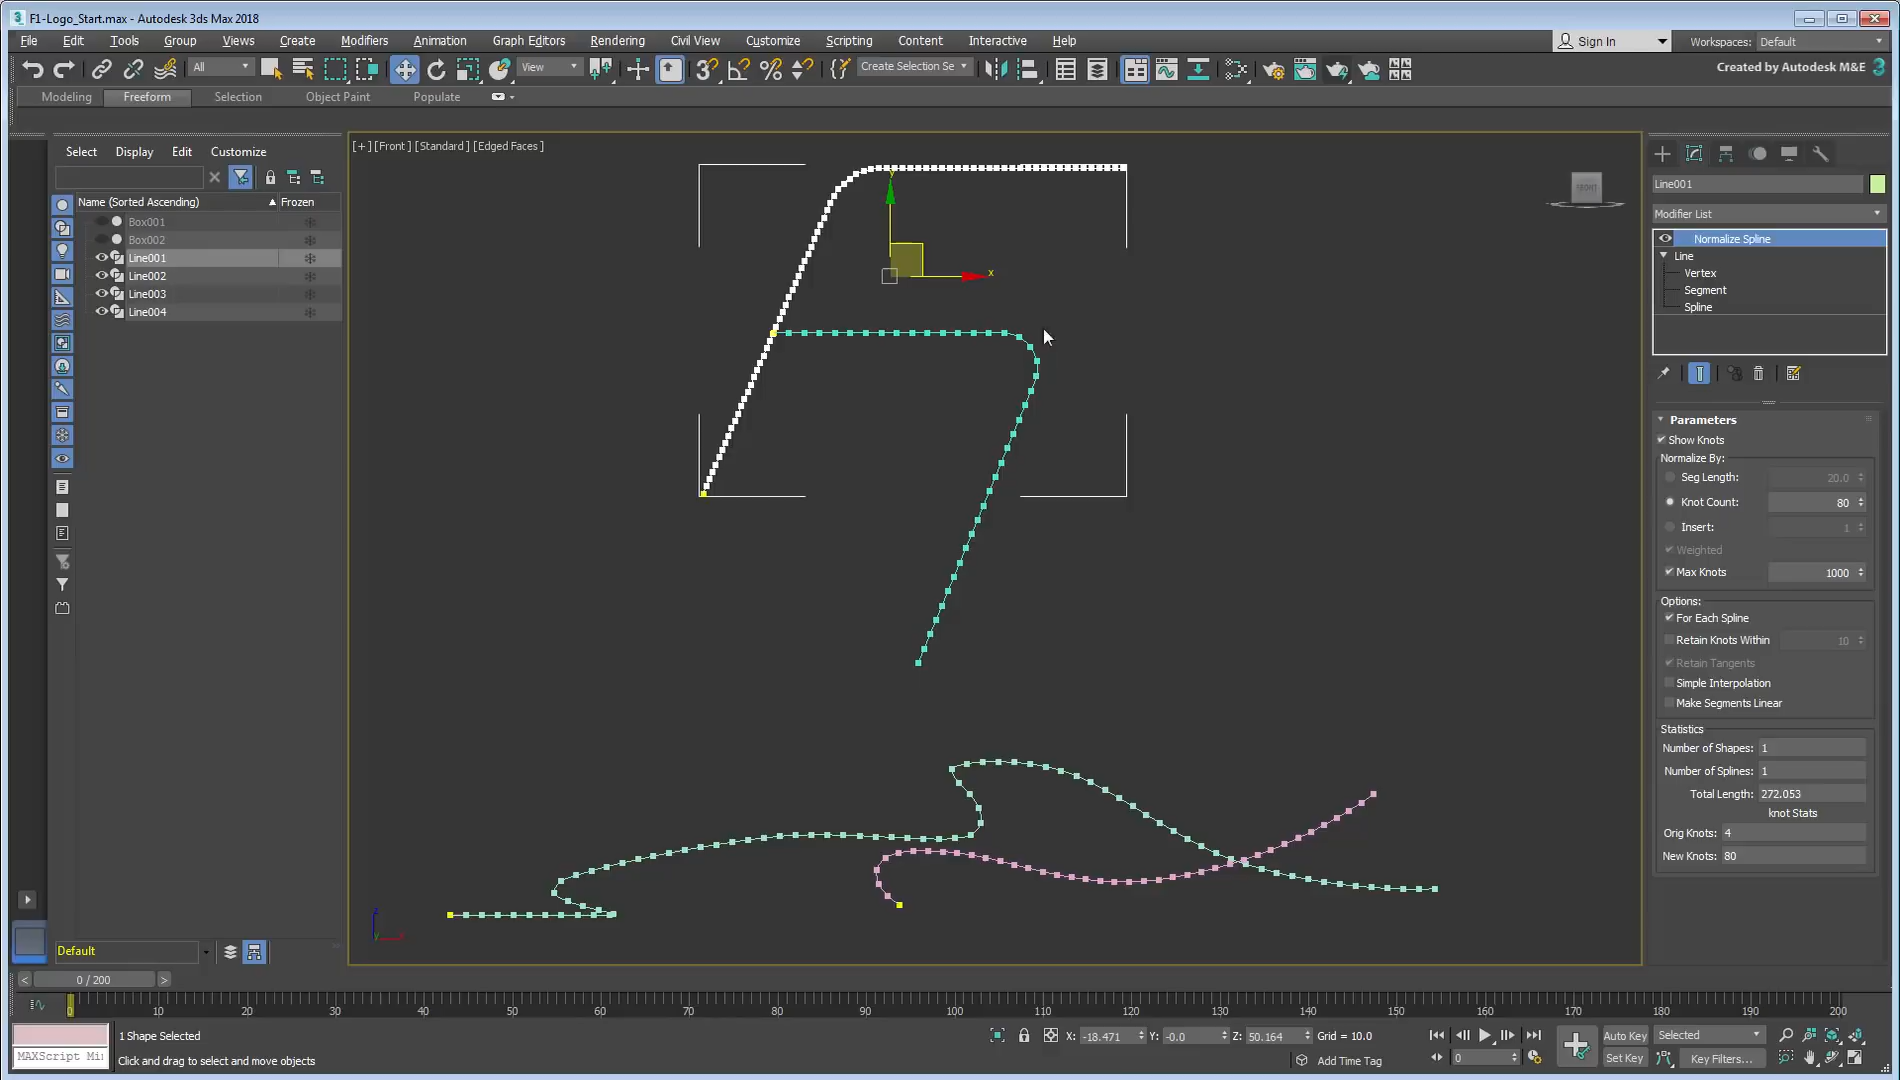 F1-Logo_Start.max - Autodesk 3ds Max 2018
File Edit Tools Group Views Create Modifiers Animation Graph Editors Rendering Civil View Customize Scripting Content Interactive Help
Sign In Workspaces: Default
All View Create Selection Se
Created by Autodesk M&E
Modeling Freeform Selection Object Paint Populate
Select Display Edit Customize
Name (Sorted Ascending) Frozen
Box001
Box002
Line001
Line002
Line003
Line004
[+] [Front ] [Standard ] [Edged Faces ]
y
x
FRONT
z
Line001
Modifier List
Normalize Spline
Line
Vertex
Segment
Spline
Parameters
Show Knots
Normalize By:
Seg Length: 20.0
Knot Count: 80
Insert: 1
Weighted
Max Knots 1000
Options:
For Each Spline
Retain Knots Within 10
Retain Tangents
Simple Interpolation
Make Segments Linear
Statistics
Number of Shapes: 1
Number of Splines: 1
Total Length: 272.053
knot Stats
Orig Knots: 4
New Knots: 80
Default
< 0 / 200 >
0 10 20 30 40 50 60 70 80 90 100 110 120 130 140 150 160 170 180 190 200
1 Shape Selected
X: -18.471 Y: -0.0 Z: 50.164 Grid = 10.0
Auto Key Selected
MAXScript Mi
Click and drag to select and move objects
Add Time Tag
0
Set Key Key Filters...